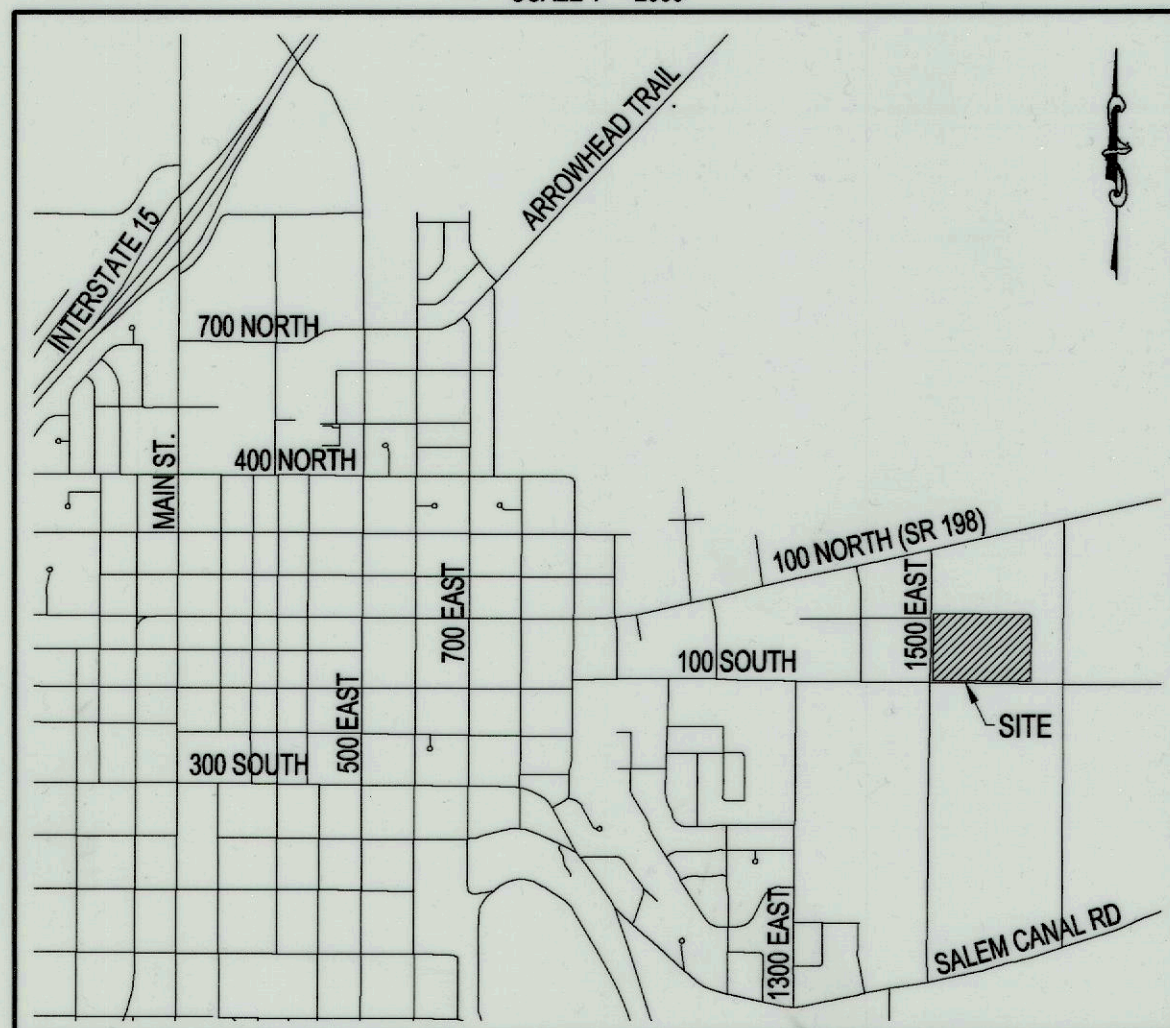 ARROWHEAD TRAIL
INTERSTATE 15
700 NORTH
MAIN ST.
400 NORTH
100 NORTH (SR 198)
700 EAST
1500 EAST
100 SOUTH
500 EAST
SITE
300 SOUTH
1300 EAST
SALEM CANAL RD